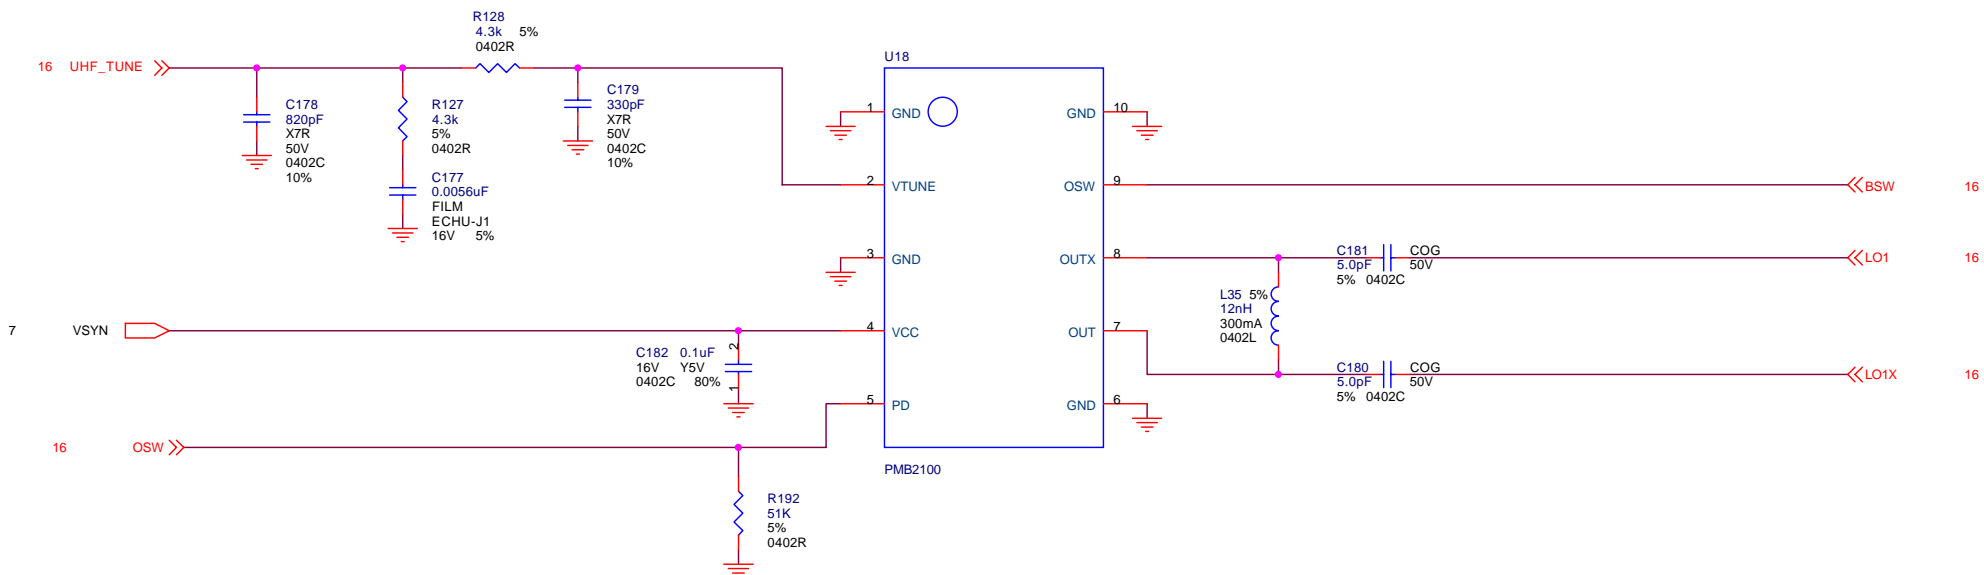 R128
4.3k 5%
0402R
16 UHF_TUNE
C178
820pF
X7R
50V
0402C
10%
R127
4.3k
5%
0402R
C177
0.0056uF
FILM
ECHU-J1
16V 5%
C179
330pF
X7R
50V
0402C
10%
U18
1 GND
GND 10
2 VTUNE
OSW 9
BSW 16
3 GND
OUTX 8
C181 COG
5.0pF 50V
5% 0402C
LO1 16
L35 5%
12nH
300mA
0402L
7 VSYN
4 VCC
OUT 7
C182 0.1uF
16V Y5V
0402C 80%
2
1
C180 COG
5.0pF 50V
5% 0402C
LO1X 16
5 PD
GND 6
16 OSW
PMB2100
R192
51K
5%
0402R